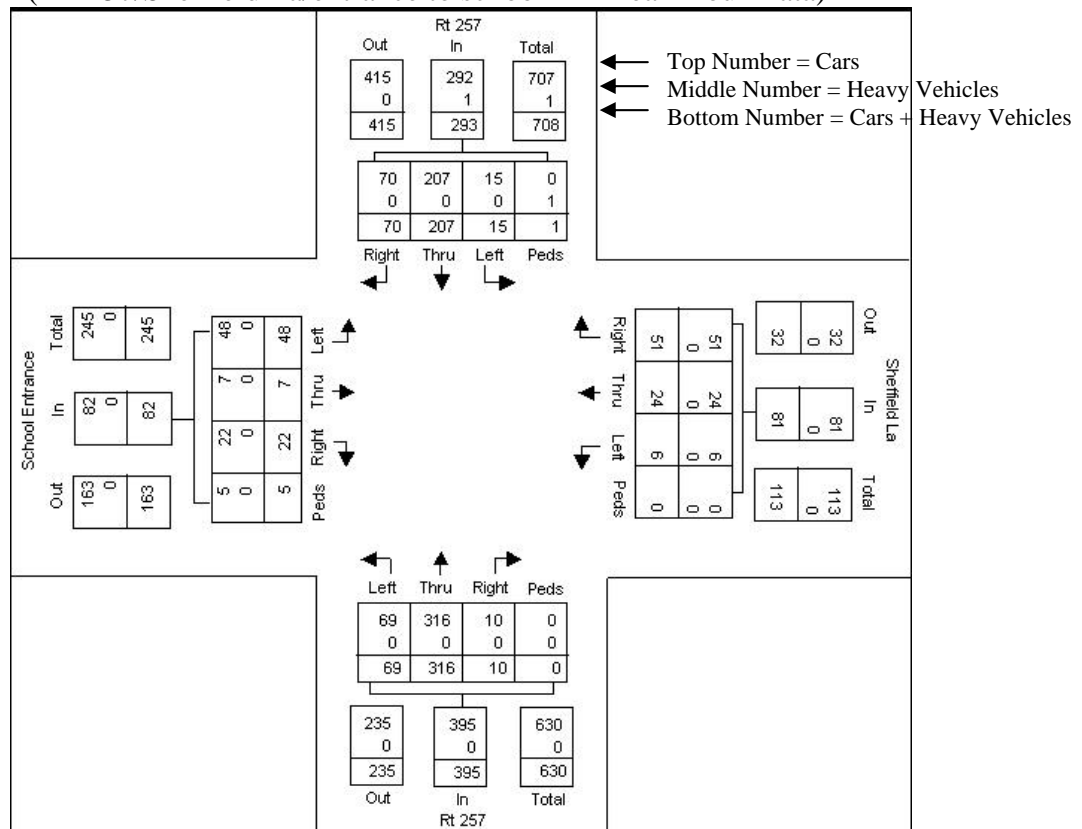 Rt 257
Out In Total
415 292 707
0 1 1
415 293 708
Top Number = Cars
Middle Number = Heavy Vehicles
Bottom Number = Cars + Heavy Vehicles
70 207 15 0
0 0 0 1
70 207 15 1
Right Thru Left Peds
School Entrance
Total
245 0 245
In
82 0 82
Out
163 0 163
48 0 48 Left
7 0 7 Thru
22 0 22 Right
5 0 5 Peds
Right 51 0 51
Thru 24 0 24
Left 6 0 6
Peds 0 0 0
Out
32 0 32
Sheffield La
In
81 0 81
Total
113 0 113
Left Thru Right Peds
69 316 10 0
0 0 0 0
69 316 10 0
235 395 630
0 0 0
235 395 630
Out In Total
Rt 257